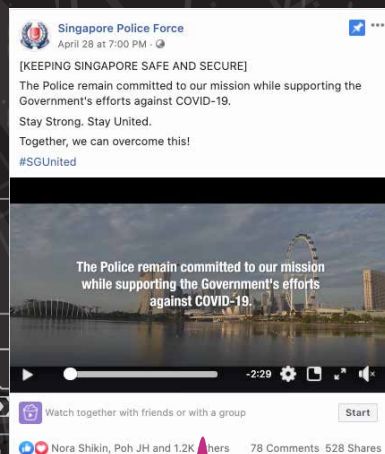 Singapore Police Force
April 28 at 7:00 PM ·
[KEEPING SINGAPORE SAFE AND SECURE]
The Police remain committed to our mission while supporting the
Government's efforts against COVID-19.
Stay Strong. Stay United.
Together, we can overcome this!
#SGUnited
The Police remain committed to our mission
while supporting the Government's efforts
against COVID-19.
-2:29
Watch together with friends or with a group
Start
Nora Shikin, Poh JH and 1.2K hers 78 Comments 528 Shares